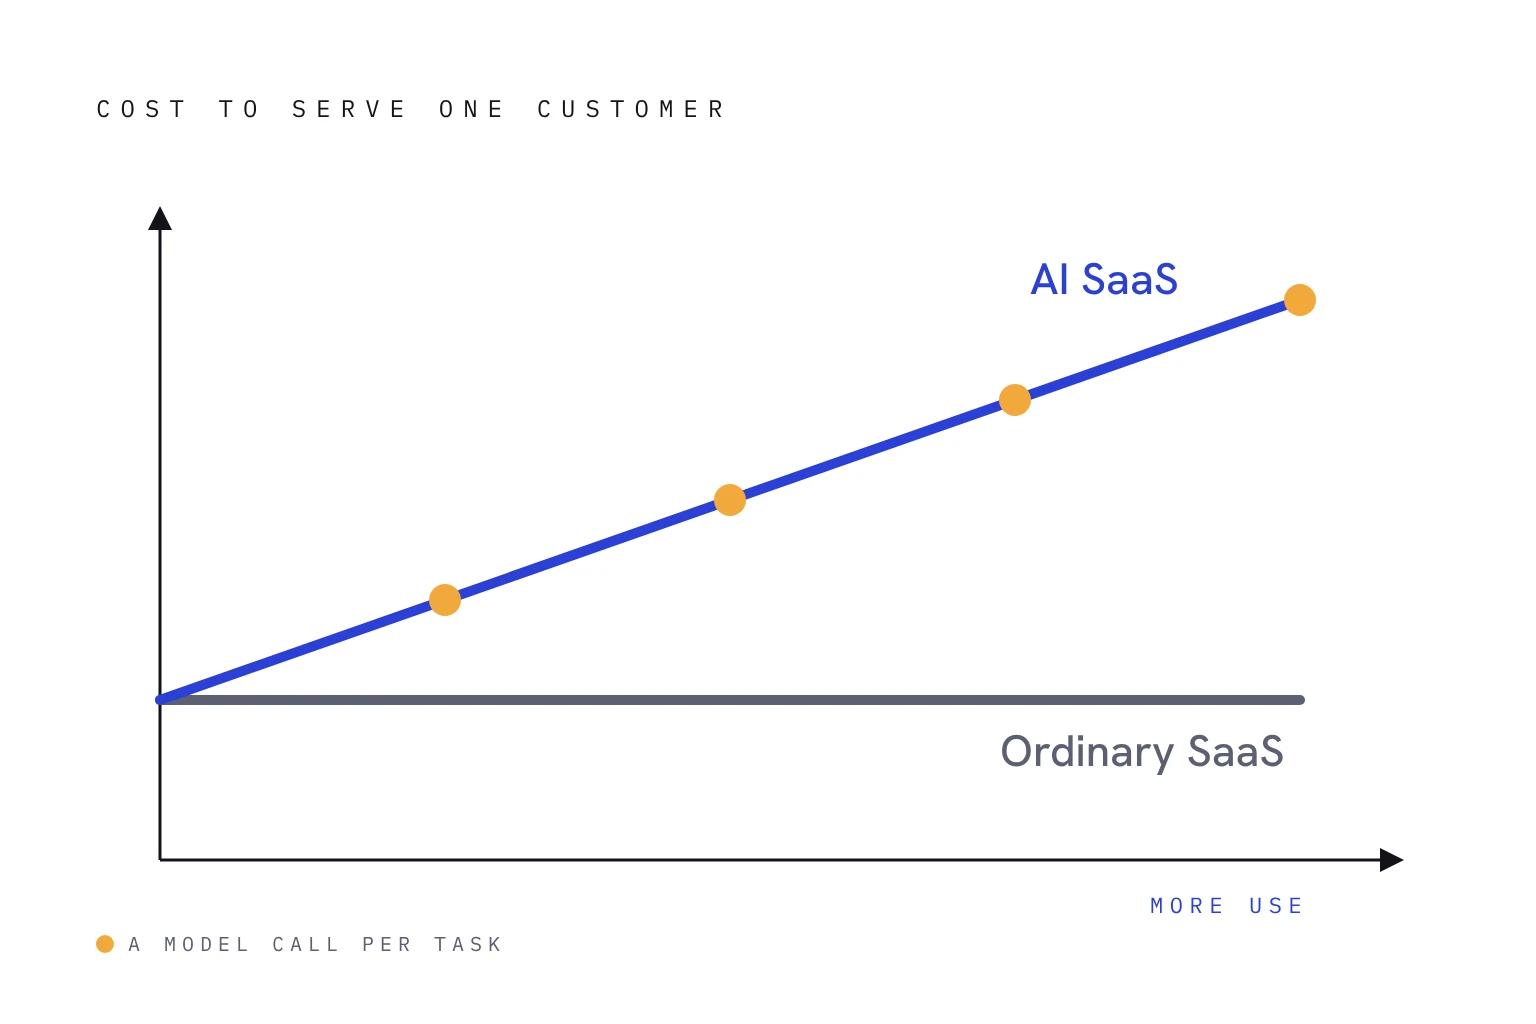 COST TO SERVE ONE CUSTOMER
AI SaaS
Ordinary SaaS
MORE USE
A MODEL CALL PER TASK